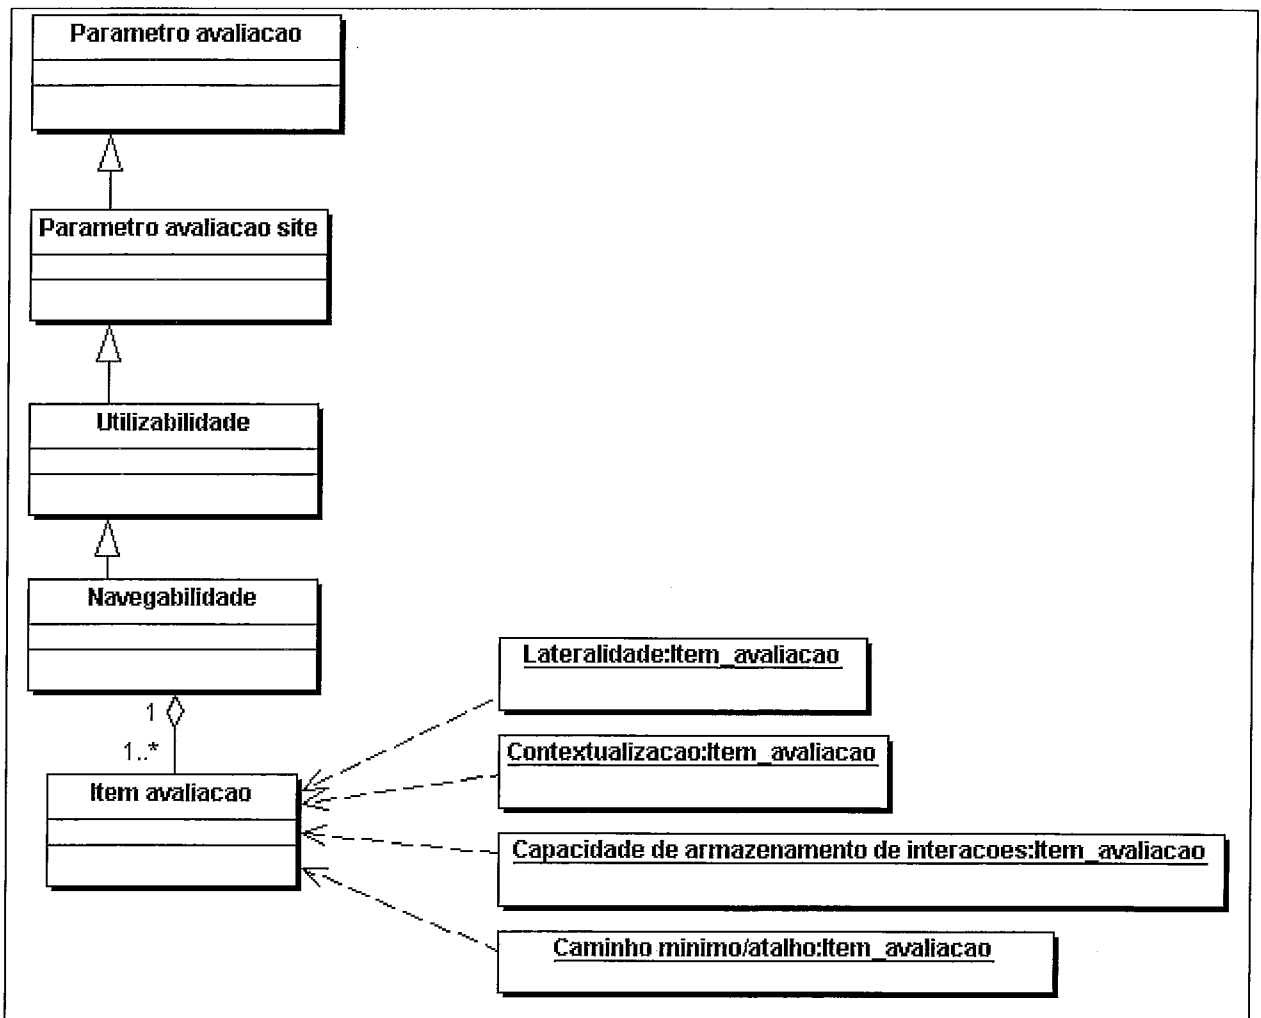 Parametro avaliacao
Parametro avaliacao site
Utilizabilidade
Navegabilidade
1
1..*
Item avaliacao
Lateralidade:Item_avaliacao
Contextualizacao:Item_avaliacao
Capacidade de armazenamento de interacoes:Item_avaliacao
Caminho minimo/atalho:Item_avaliacao